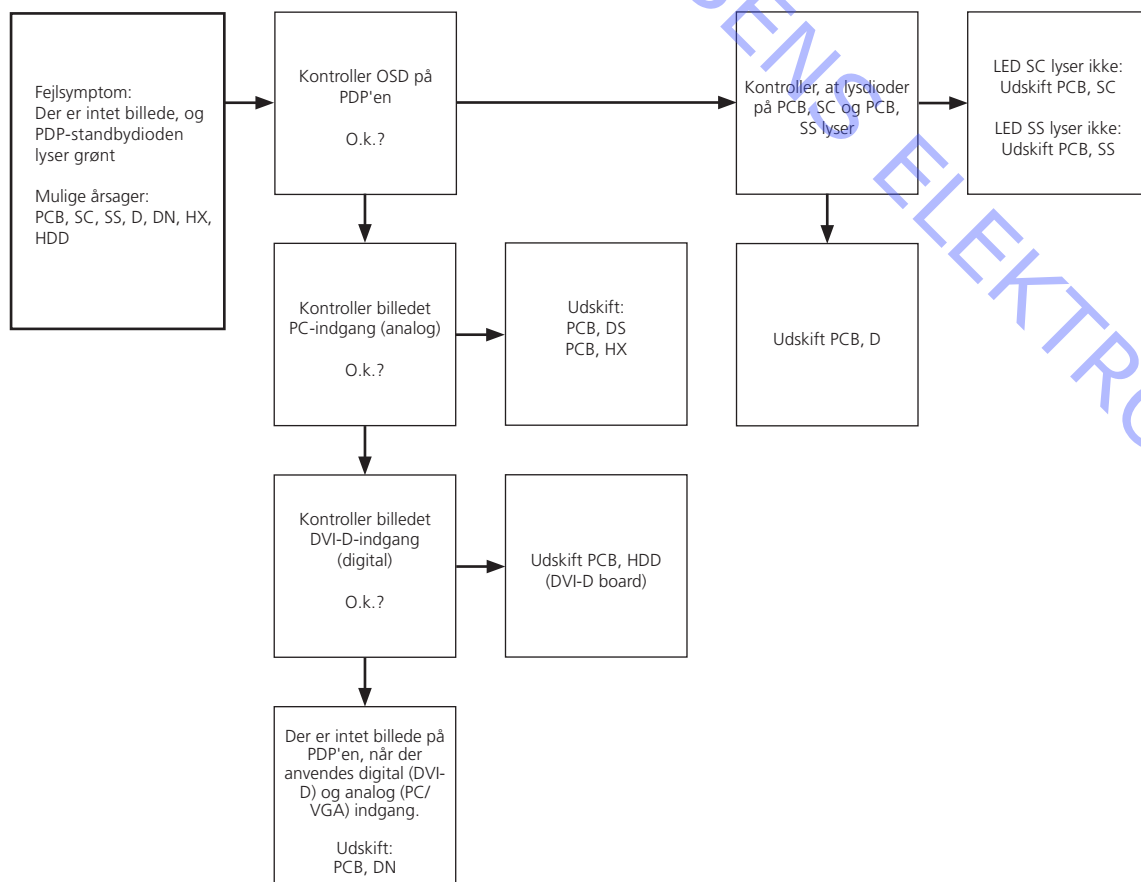 Fejlsymptom:
Der er intet billede, og
PDP-standbydioden
lyser grønt
Mulige årsager:
PCB, SC, SS, D, DN, HX,
HDD
Kontroller OSD på
PDP'en
O.k.?
Kontroller, at lysdioder
på PCB, SC og PCB,
SS lyser
LED SC lyser ikke:
Udskift PCB, SC
LED SS lyser ikke:
Udskift PCB, SS
Kontroller billedet
PC-indgang (analog)
O.k.?
Udskift:
PCB, DS
PCB, HX
Udskift PCB, D
Kontroller billedet
DVI-D-indgang
(digital)
O.k.?
Udskift PCB, HDD
(DVI-D board)
Der er intet billede på
PDP'en, når der
anvendes digital (DVI-
D) og analog (PC/
VGA) indgang.
Udskift:
PCB, DN